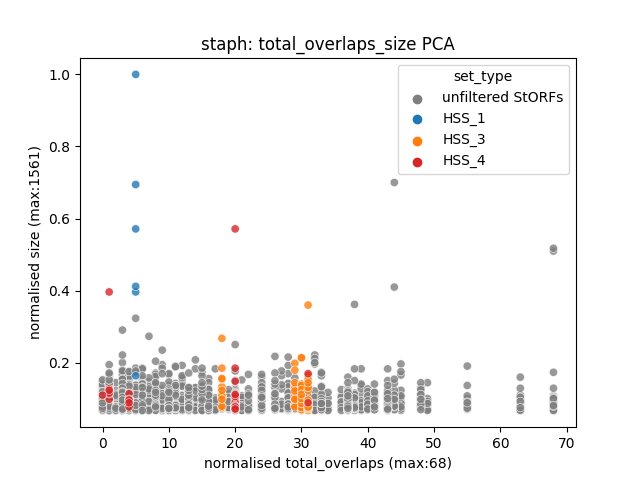 staph: total_overlaps_size PCA
set_type
unfiltered StORFs
HSS_1
HSS_3
HSS_4
normalised size (max:1561)
1.0
0.8
0.6
0.4
0.2
0 10 20 30 40 50 60 70
normalised total_overlaps (max:68)